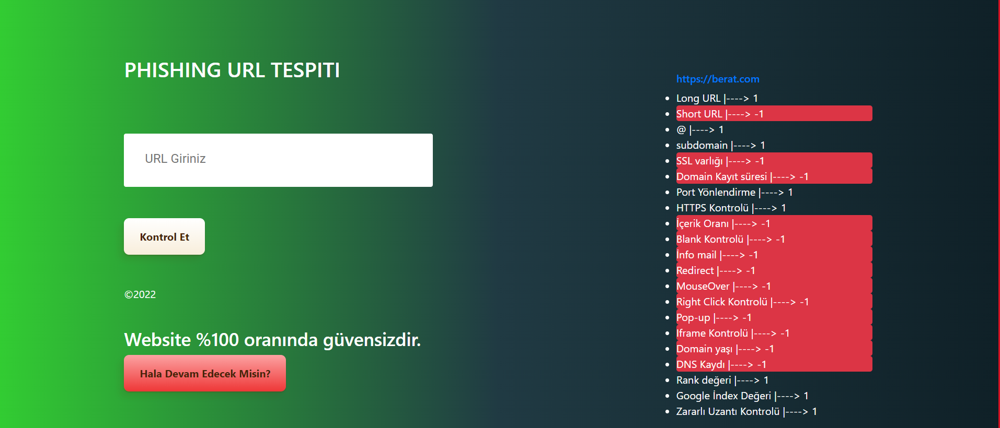 PHISHING URL TESPITI
URL Giriniz
Kontrol Et
©2022
Website %100 oranında güvensizdir.
Hala Devam Edecek Misin?
https://berat.com
Long URL |----> 1
Short URL |----> -1
@ |----> 1
subdomain |----> 1
SSL varlığı |----> -1
Domain Kayıt süresi |----> -1
Port Yönlendirme |----> 1
HTTPS Kontrolü |----> 1
İçerik Oranı |----> -1
Blank Kontrolü |----> -1
İnfo mail |----> -1
Redirect |----> -1
MouseOver |----> -1
Right Click Kontrolü |----> -1
Pop-up |----> -1
Iframe Kontrolü |----> -1
Domain yaşı |----> -1
DNS Kaydı |----> -1
Rank değeri |----> 1
Google İndex Değeri |----> 1
Zararlı Uzantı Kontrolü |----> 1